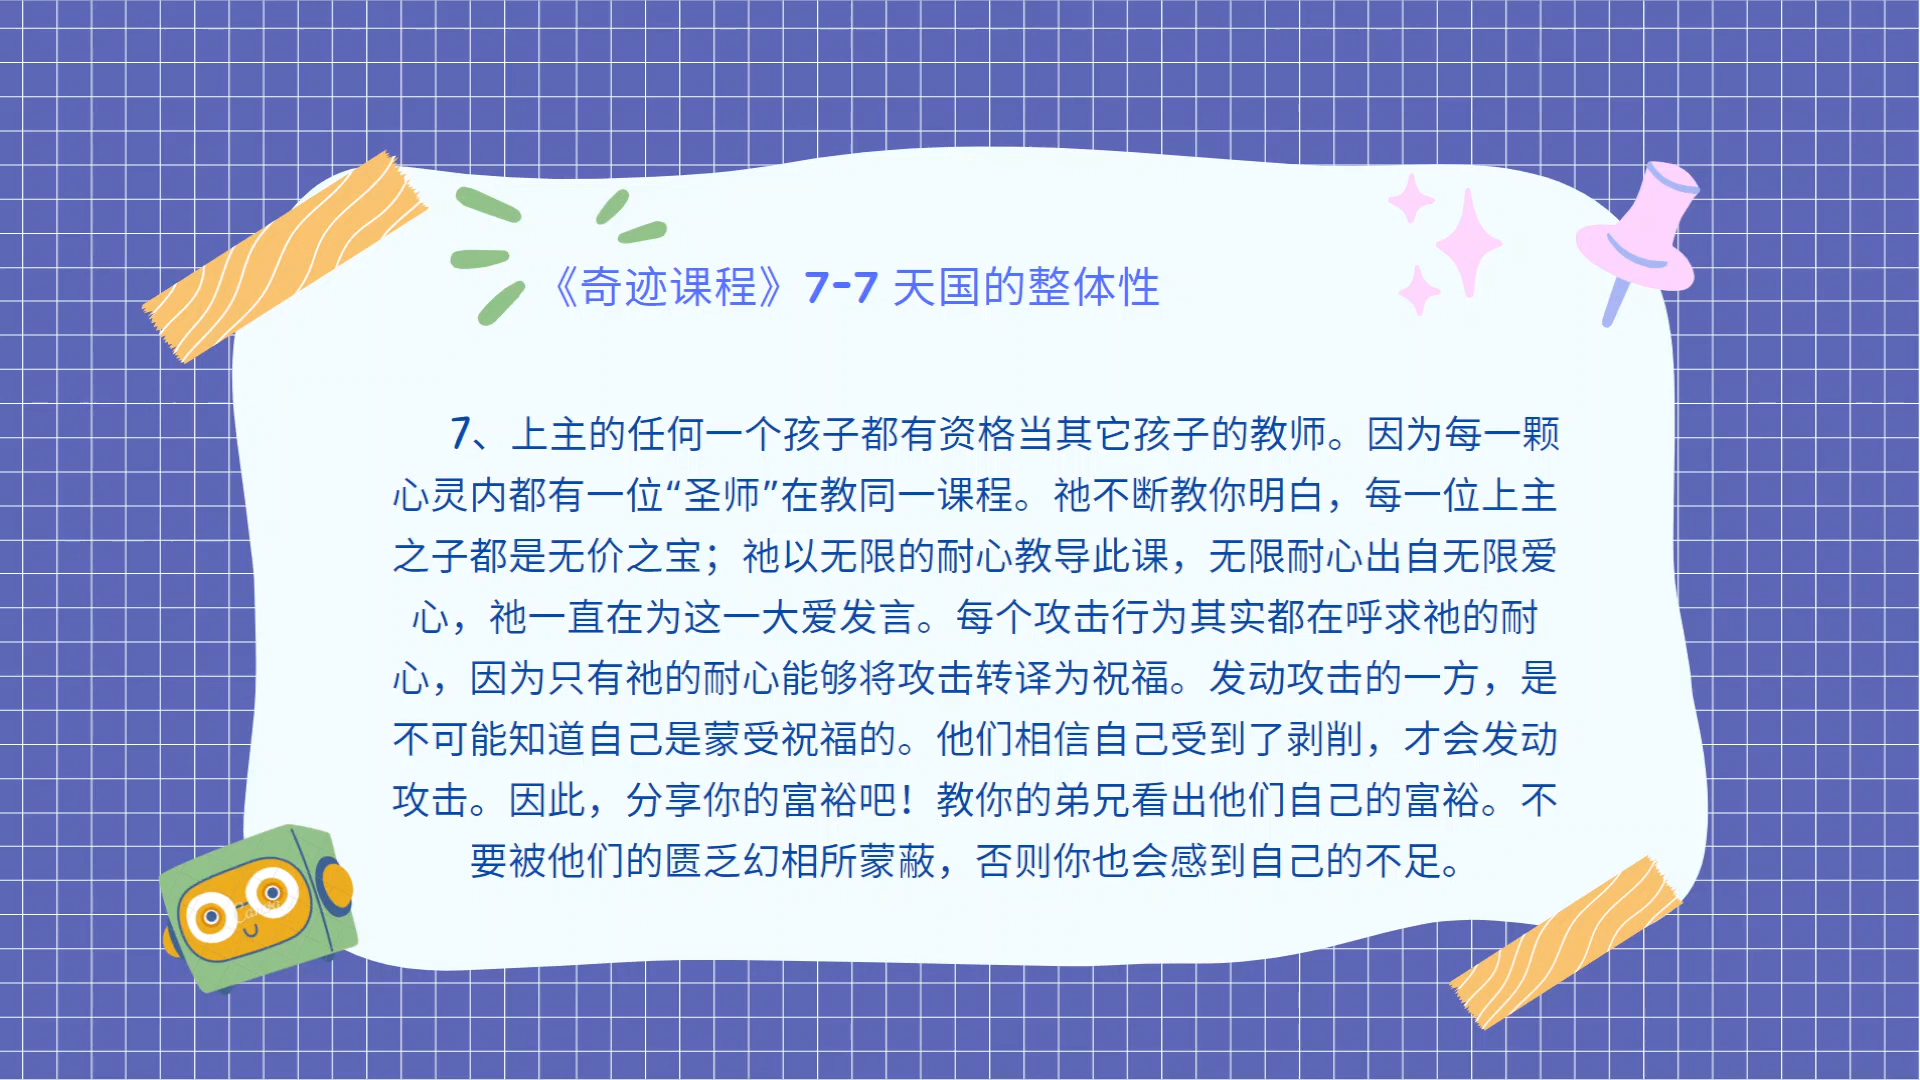 《奇迹课程》7-7 天国的整体性
7、上主的任何一个孩子都有资格当其它孩子的教师。因为每一颗
心灵内都有一位“圣师”在教同一课程。祂不断教你明白，每一位上主
之子都是无价之宝；祂以无限的耐心教导此课，无限耐心出自无限爱
心，祂一直在为这一大爱发言。每个攻击行为其实都在呼求祂的耐
心，因为只有祂的耐心能够将攻击转译为祝福。发动攻击的一方，是
不可能知道自己是蒙受祝福的。他们相信自己受到了剥削，才会发动
攻击。因此，分享你的富裕吧！教你的弟兄看出他们自己的富裕。不
要被他们的匮乏幻相所蒙蔽，否则你也会感到自己的不足。